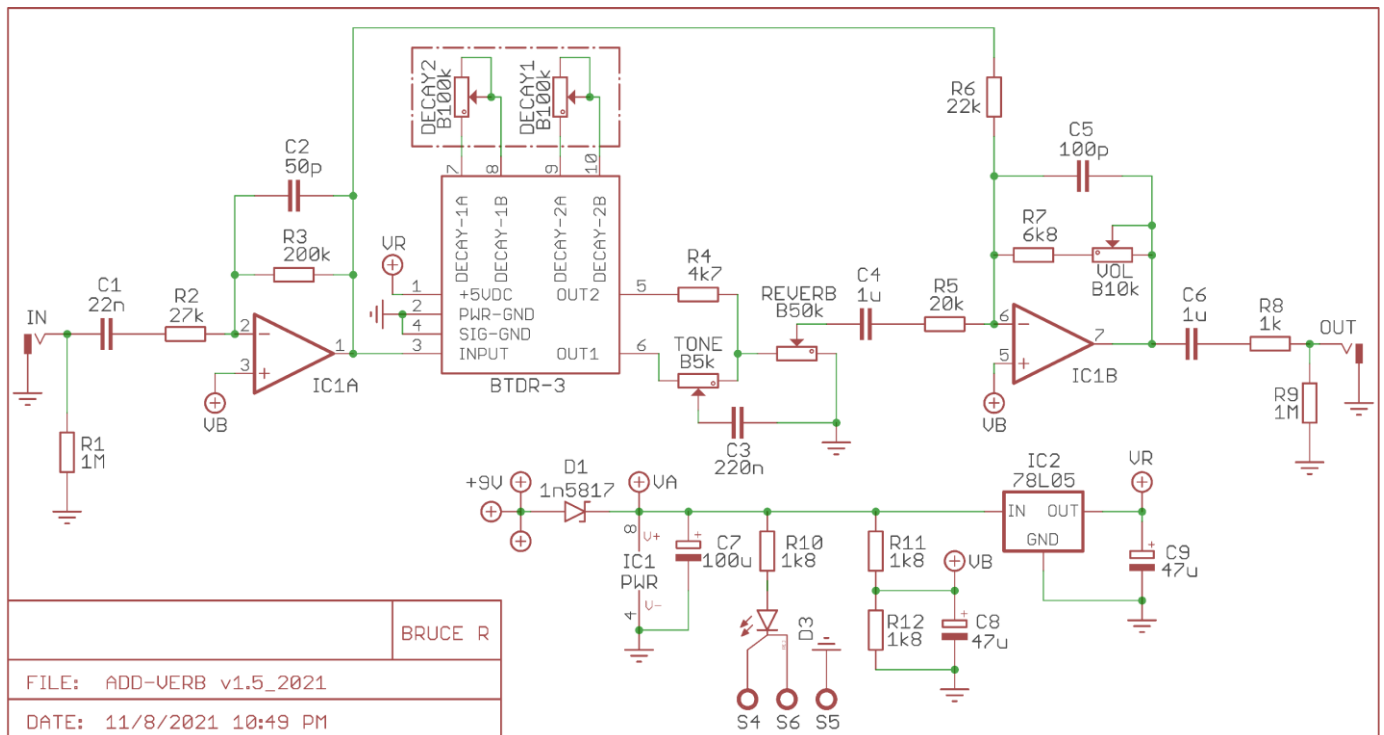 DECAY2
B100k
DECAY1
B100k
7
8
9
10
DECAY-1A
DECAY-1B
DECAY-2A
DECAY-2B
VR
1
+5VDC
2
PWR-GND
4
SIG-GND
3
INPUT
OUT2
5
OUT1
6
BTDR-3
C2
50p
R3
200k
C1
22n
R2
27k
IN
2
3
1
IC1A
VB
R1
1M
R4
4k7
TONE
B5k
C3
220n
REVERB
B50k
C4
1u
R5
20k
R6
22k
C5
100p
R7
6k8
VOL
B10k
6
5
7
IC1B
VB
C6
1u
R8
1k
OUT
R9
1M
+9V
D1
1n5817
VA
8
V+
IC1
PWR
4
V-
C7
100u
+
R10
1k8
D3
S4
S6
S5
R11
1k8
R12
1k8
VB
C8
47u
+
IC2
78L05
IN
OUT
GND
VR
C9
47u
+
BRUCE R
FILE: ADD-VERB v1.5_2021
DATE: 11/8/2021 10:49 PM